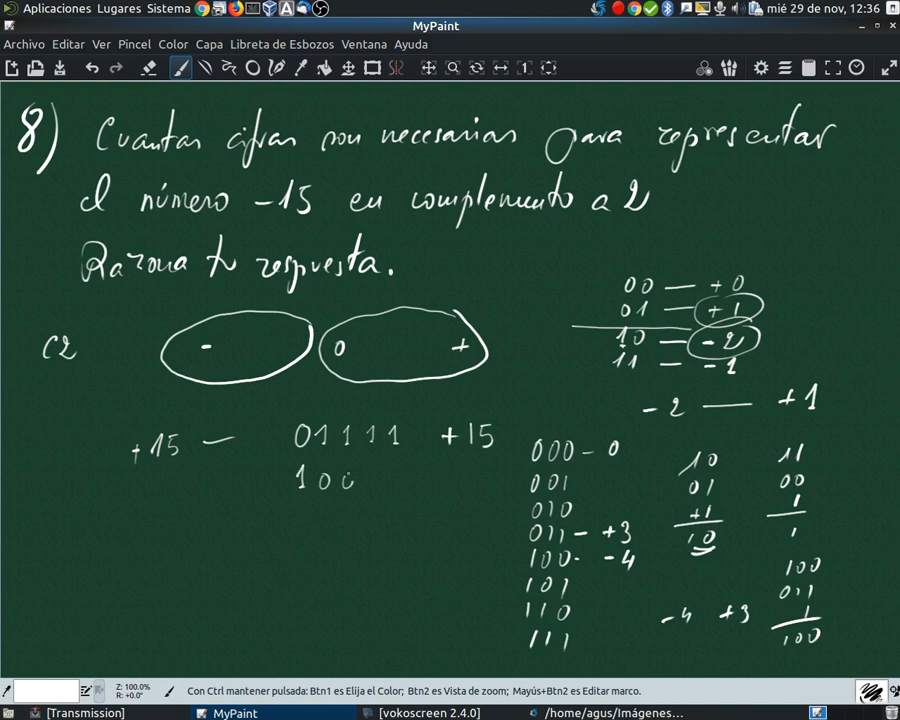 Aplicaciones Lugares Sistema
mié 29 de nov, 12:36
MyPaint
Archivo Editar Ver Pincel Color Capa Libreta de Esbozos Ventana Ayuda
8) Cuantas cifras son necesarias para representar
el número -15 en complemento a 2
Razona tu respuesta.
00 — +0
01 — +1
10 — -2
11 — -1
C2 - 0 +
-2 — +1
+15 — 01111 +15
100
000 - 0
001
010
011 - +3
100 - -4
101
110
111
10
01
+1
10
11
00
1
1
100
011
1
100
-4 +3
Z: 100.0%
R: +0.0°
Con Ctrl mantener pulsada: Btn1 es Elija el Color; Btn2 es Vista de zoom; Mayús+Btn2 es Editar marco.
[Transmission] MyPaint [vokoscreen 2.4.0] /home/agus/Imágenes...